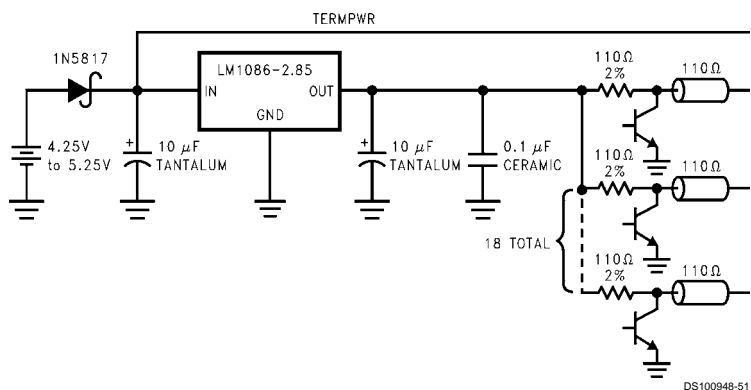 TERMPWR
1N5817
LM1086-2.85
IN
OUT
GND
4.25V
to 5.25V
+
10 μF
TANTALUM
+
10 μF
TANTALUM
0.1 μF
CERAMIC
110Ω
2%
110Ω
110Ω
2%
110Ω
18 TOTAL
110Ω
2%
110Ω
DS100948-51